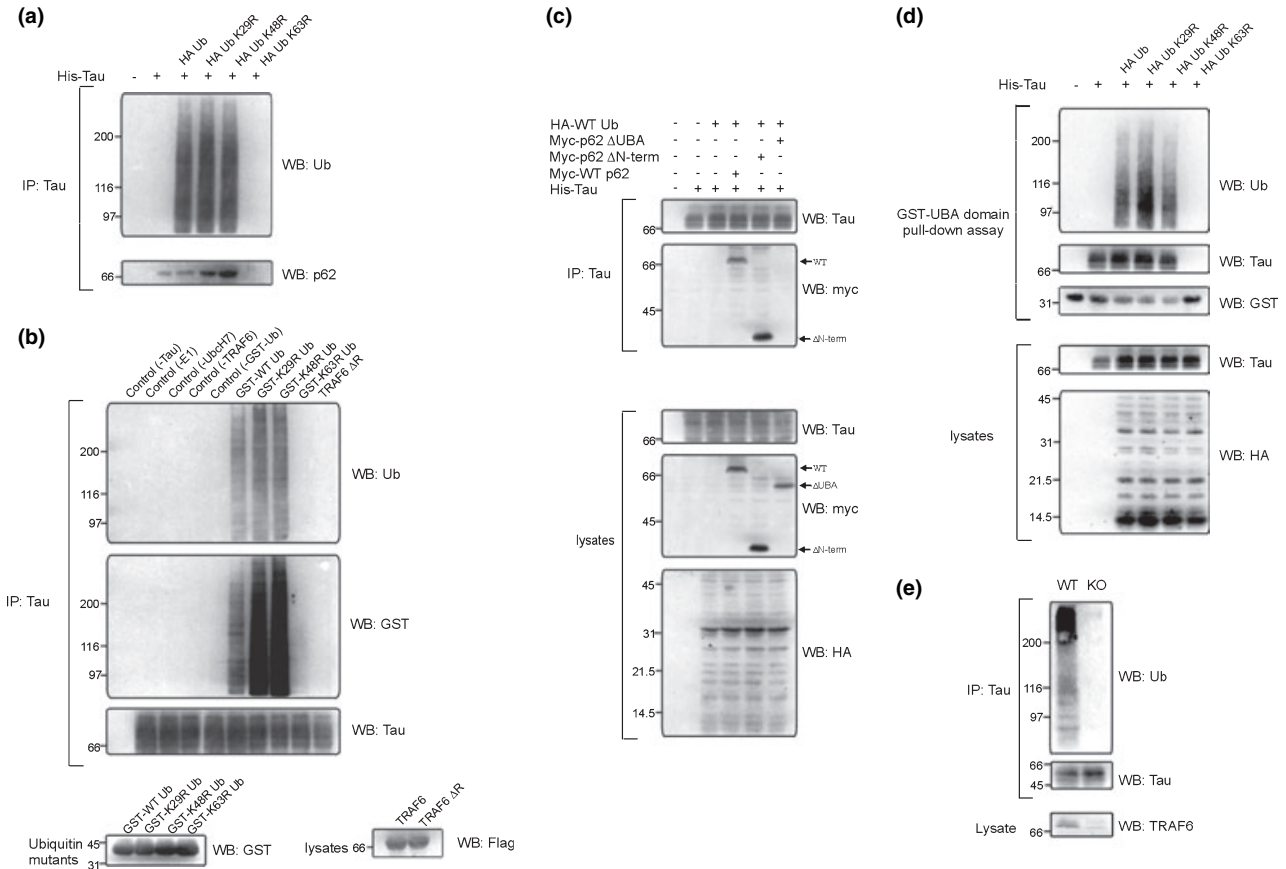 (a)
HA Ub
HA Ub K29R
HA Ub K48R
HA Ub K63R
His-Tau - + + + + +
IP: Tau
200
116
97
WB: Ub
66
WB: p62
(b)
Control (-Tau)
Control (-E1)
Control (-UbcH7)
Control (-TRAF6)
Control (-GST-Ub)
GST-WT Ub
GST-K29R Ub
GST-K48R Ub
GST-K63R Ub
TRAF6 ΔR
IP: Tau
200
116
97
WB: Ub
200
116
97
WB: GST
66
WB: Tau
GST-WT Ub
GST-K29R Ub
GST-K48R Ub
GST-K63R Ub
Ubiquitin
mutants
45
31
WB: GST
TRAF6
TRAF6 ΔR
lysates 66
WB: Flag
(c)
HA-WT Ub - - + + + +
Myc-p62 ΔUBA - - - - - +
Myc-p62 ΔN-term - - - - + -
Myc-WT p62 - - - + - -
His-Tau - + + + + +
IP: Tau
66
WB: Tau
66
45
WT
WB: myc
ΔN-term
lysates
66
WB: Tau
66
45
WT
ΔUBA
WB: myc
ΔN-term
45
31
21.5
14.5
WB: HA
(d)
HA Ub
HA Ub K29R
HA Ub K48R
HA Ub K63R
His-Tau - + + + + +
GST-UBA domain
pull-down assay
200
116
97
WB: Ub
66
WB: Tau
31
WB: GST
lysates
66
WB: Tau
45
31
21.5
14.5
WB: HA
(e)
WT KO
IP: Tau
200
116
97
WB: Ub
66
45
WB: Tau
Lysate
66
WB: TRAF6